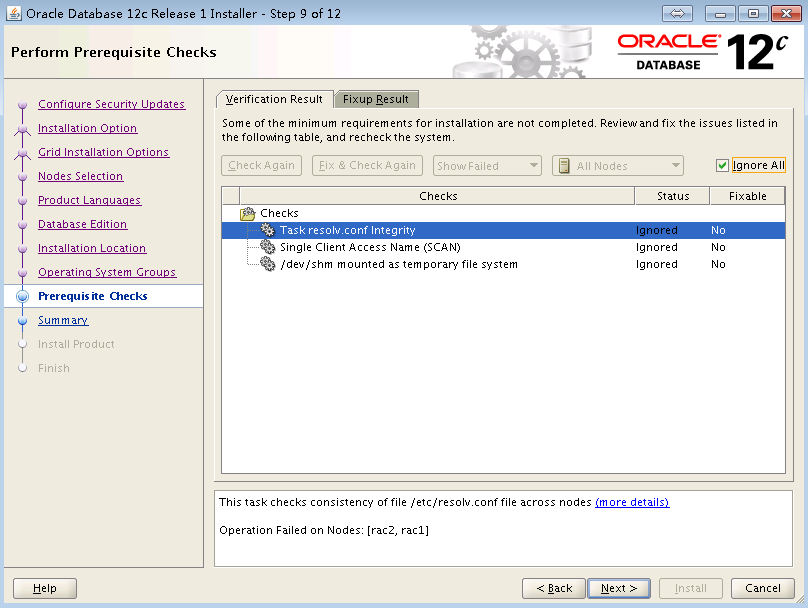 Oracle Database 12c Release 1 Installer - Step 9 of 12
Perform Prerequisite Checks
ORACLE
DATABASE
12c
Configure Security Updates
Installation Option
Grid Installation Options
Nodes Selection
Product Languages
Database Edition
Installation Location
Operating System Groups
Prerequisite Checks
Summary
Install Product
Finish
Verification Result
Fixup Result
Some of the minimum requirements for installation are not completed. Review and fix the issues listed in
the following table, and recheck the system.
Check Again
Fix & Check Again
Show Failed
All Nodes
Ignore All
Checks Status Fixable
Checks
Task resolv.conf Integrity Ignored No
Single Client Access Name (SCAN) Ignored No
/dev/shm mounted as temporary file system Ignored No
This task checks consistency of file /etc/resolv.conf file across nodes (more details)
Operation Failed on Nodes: [rac2, rac1]
Help
< Back
Next >
Install
Cancel